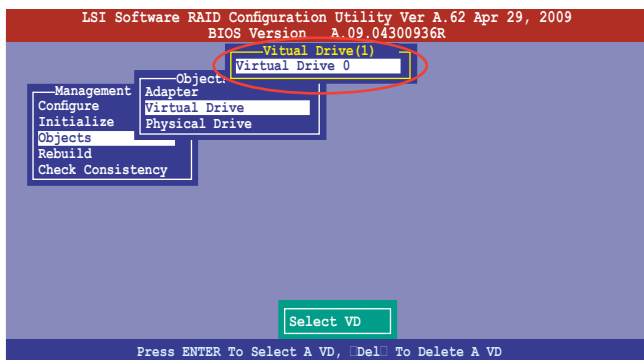 LSI Software RAID Configuration Utility Ver A.62 Apr 29, 2009
BIOS Version A.09.04300936R
Vitual Drive(1)
Virtual Drive 0
Object
Adapter
Virtual Drive
Physical Drive
Management
Configure
Initialize
Objects
Rebuild
Check Consistency
Select VD
Press ENTER To Select A VD, □Del□ To Delete A VD